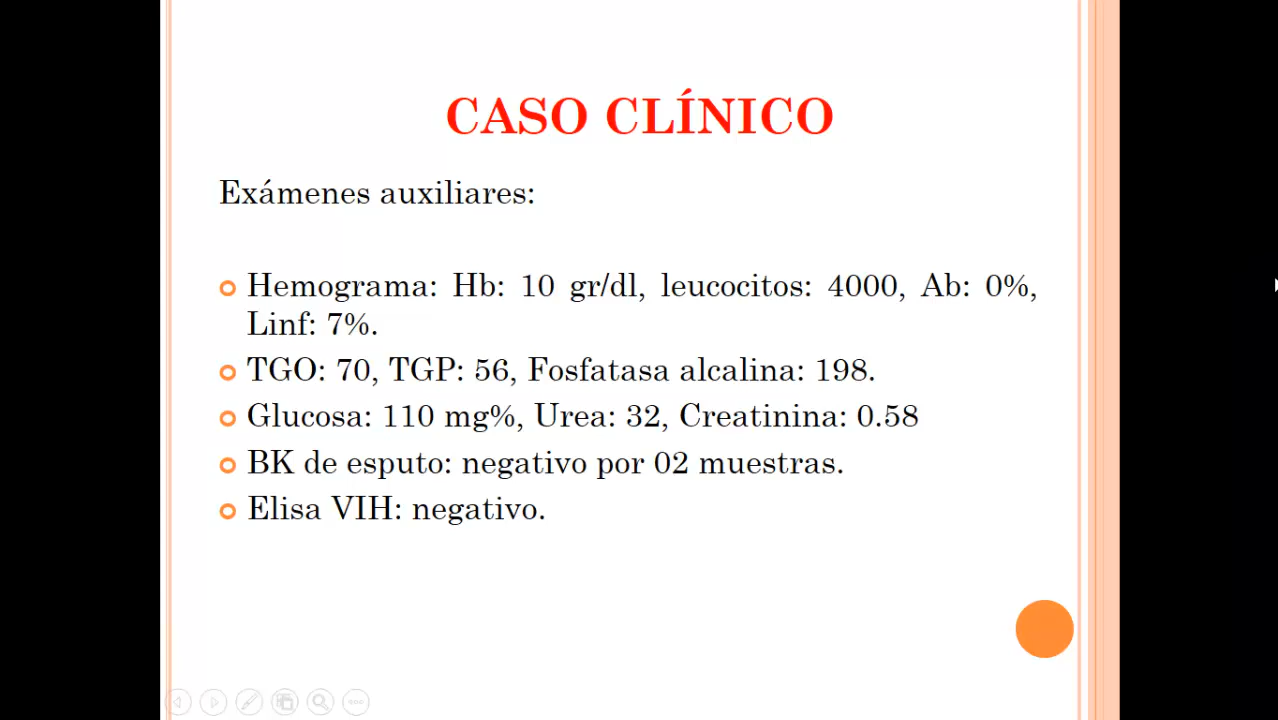 CASO CLÍNICO
Exámenes auxiliares:
Hemograma: Hb: 10 gr/dl, leucocitos: 4000, Ab: 0%,
Linf: 7%.
TGO: 70, TGP: 56, Fosfatasa alcalina: 198.
Glucosa: 110 mg%, Urea: 32, Creatinina: 0.58
BK de esputo: negativo por 02 muestras.
Elisa VIH: negativo.